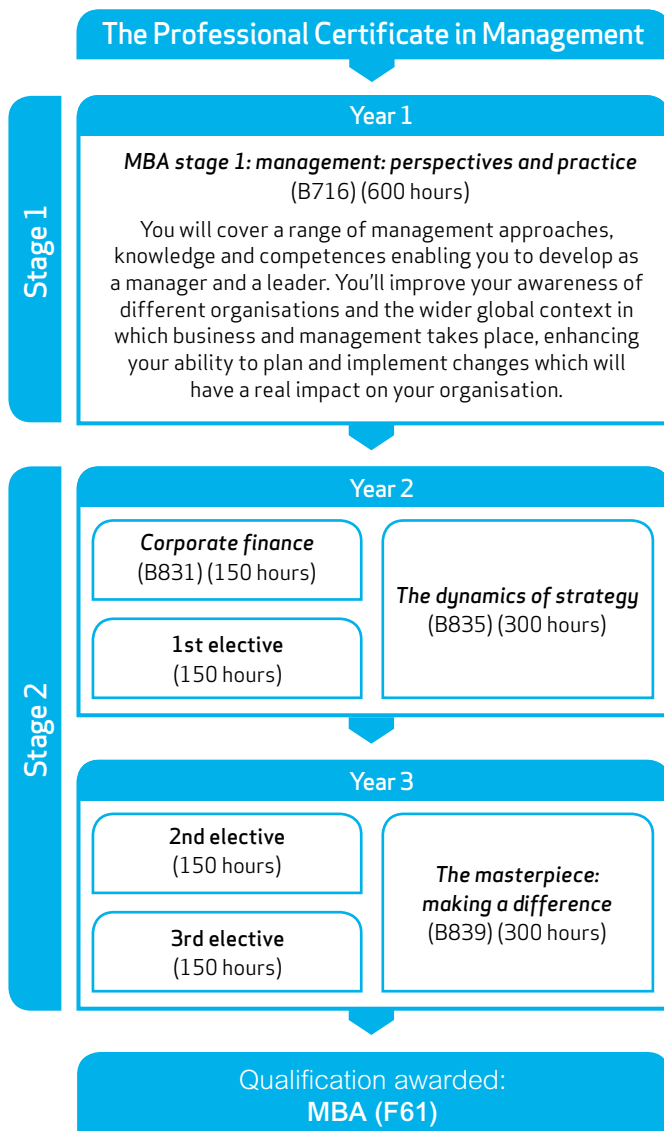 The Professional Certificate in Management
Stage 1
Year 1
MBA stage 1: management: perspectives and practice
(B716) (600 hours)
You will cover a range of management approaches,
knowledge and competences enabling you to develop as
a manager and a leader. You'll improve your awareness of
different organisations and the wider global context in
which business and management takes place, enhancing
your ability to plan and implement changes which will
have a real impact on your organisation.
Stage 2
Year 2
Corporate finance
(B831) (150 hours)
1st elective
(150 hours)
The dynamics of strategy
(B835) (300 hours)
Year 3
2nd elective
(150 hours)
3rd elective
(150 hours)
The masterpiece:
making a difference
(B839) (300 hours)
Qualification awarded:
MBA (F61)